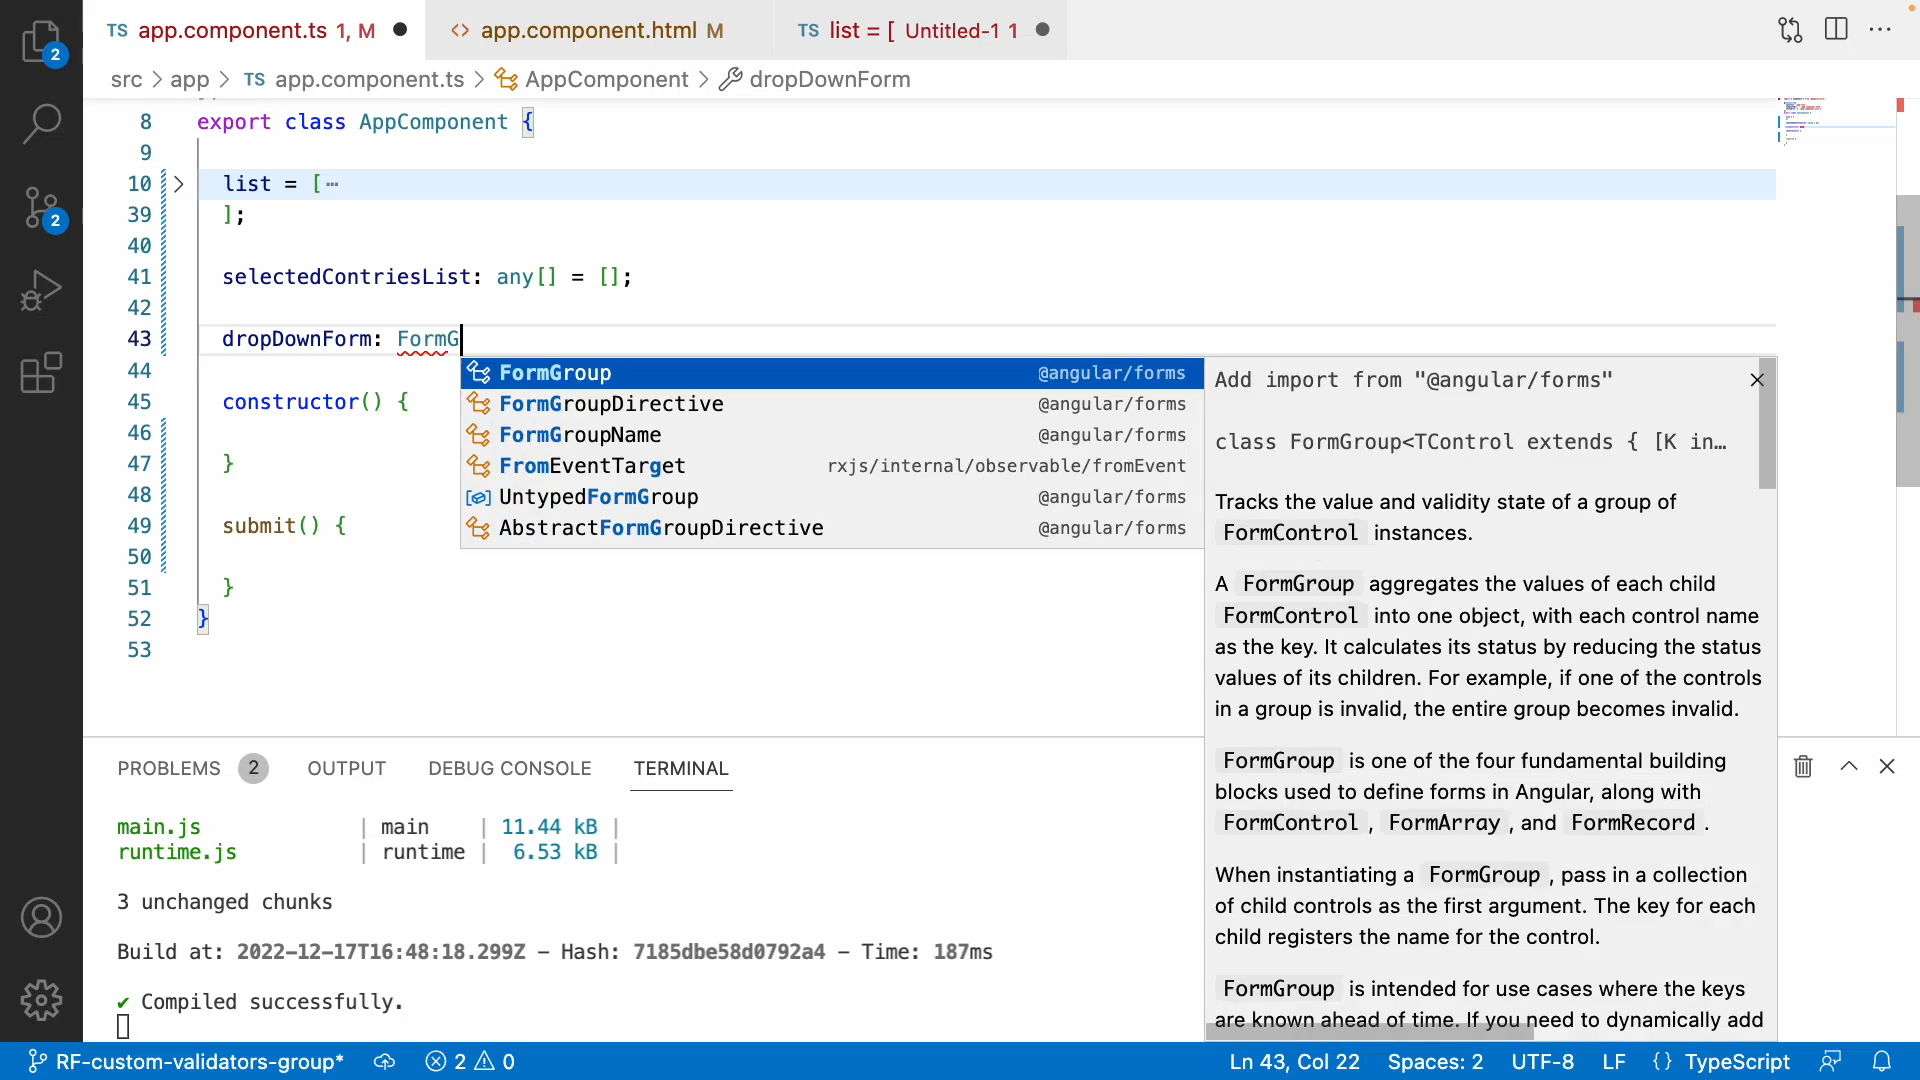 TS app.component.ts 1, M
<> app.component.html M
TS list = [ Untitled-1 1
src > app > TS app.component.ts > AppComponent > dropDownForm
8 export class AppComponent {
9
10 list = [ ⋯
39 ];
40
41 selectedContriesList: any[] = [];
42
43 dropDownForm: FormG
44
45 constructor() {
46
47 }
48
49 submit() {
50
51 }
52 }
53
FormGroup @angular/forms
FormGroupDirective @angular/forms
FormGroupName @angular/forms
FromEventTarget rxjs/internal/observable/fromEvent
UntypedFormGroup @angular/forms
AbstractFormGroupDirective @angular/forms
Add import from "@angular/forms"
class FormGroup<TControl extends { [K in…
Tracks the value and validity state of a group of
FormControl instances.
A FormGroup aggregates the values of each child
FormControl into one object, with each control name
as the key. It calculates its status by reducing the status
values of its children. For example, if one of the controls
in a group is invalid, the entire group becomes invalid.
FormGroup is one of the four fundamental building
blocks used to define forms in Angular, along with
FormControl , FormArray , and FormRecord .
When instantiating a FormGroup , pass in a collection
of child controls as the first argument. The key for each
child registers the name for the control.
FormGroup is intended for use cases where the keys
are known ahead of time. If you need to dynamically add
2
2
PROBLEMS 2 OUTPUT DEBUG CONSOLE TERMINAL
main.js | main | 11.44 kB |
runtime.js | runtime | 6.53 kB |
3 unchanged chunks
Build at: 2022-12-17T16:48:18.299Z - Hash: 7185dbe58d0792a4 - Time: 187ms
✔ Compiled successfully.
RF-custom-validators-group* 2 0 Ln 43, Col 22 Spaces: 2 UTF-8 LF {} TypeScript